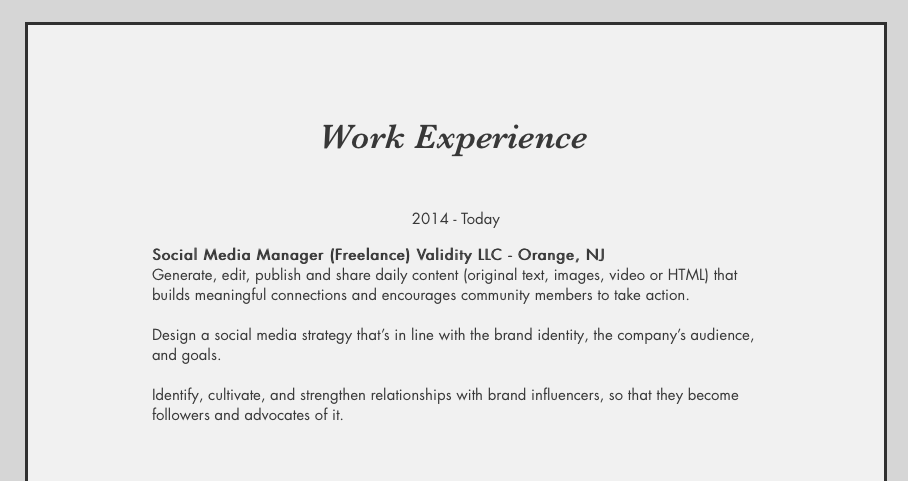 Work Experience
2014 - Today
Social Media Manager (Freelance) Validity LLC - Orange, NJ
Generate, edit, publish and share daily content (original text, images, video or HTML) that
builds meaningful connections and encourages community members to take action.
Design a social media strategy that’s in line with the brand identity, the company’s audience,
and goals.
Identify, cultivate, and strengthen relationships with brand influencers, so that they become
followers and advocates of it.